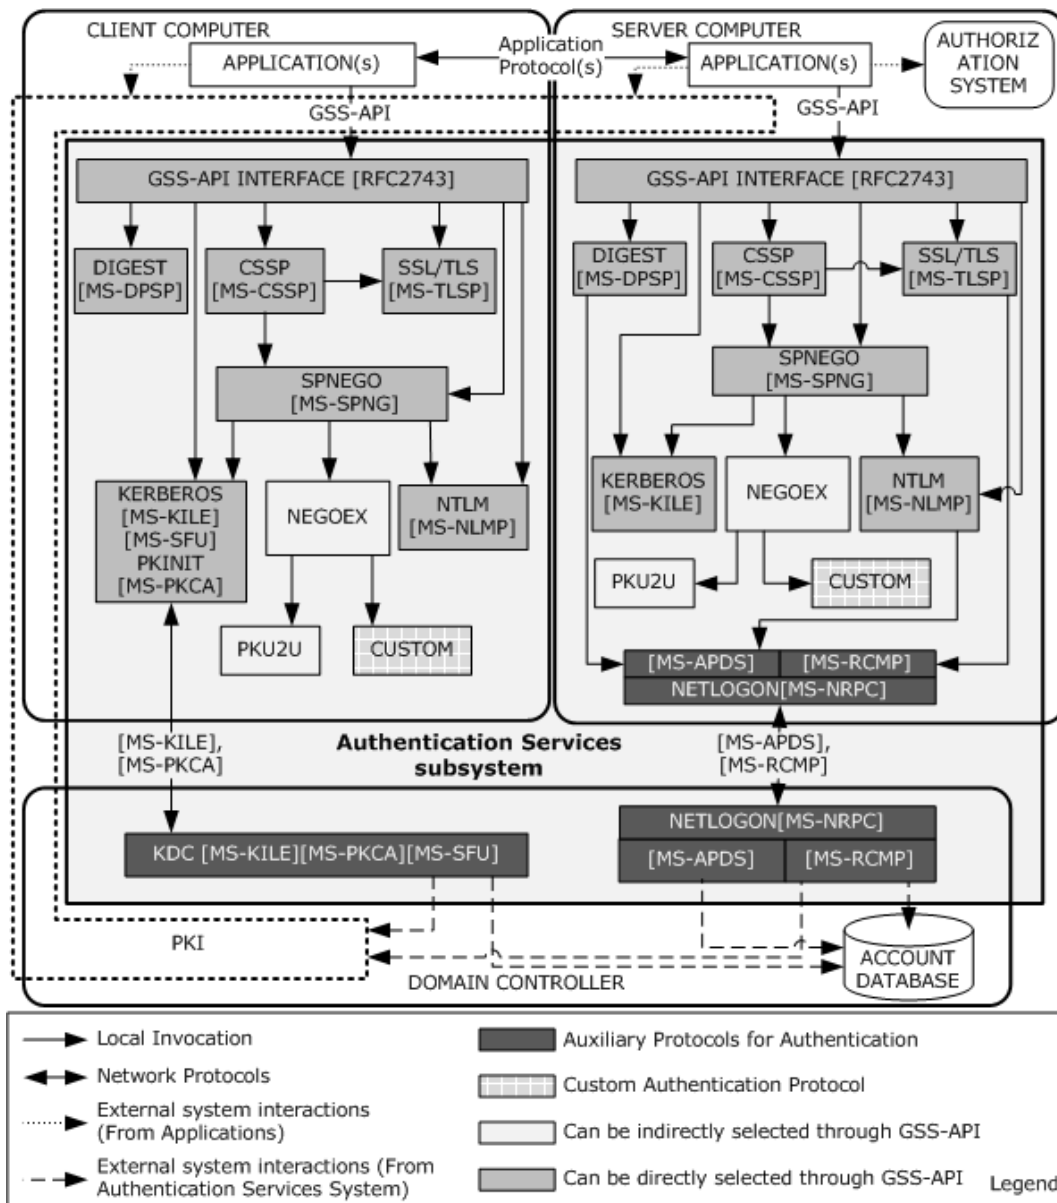 CLIENT COMPUTER
APPLICATION(s)
Application
Protocol(s)
SERVER COMPUTER
APPLICATION(s)
AUTHORIZ
ATION
SYSTEM
GSS-API
GSS-API
GSS-API INTERFACE [RFC2743]
DIGEST
[MS-DPSP]
CSSP
[MS-CSSP]
SSL/TLS
[MS-TLSP]
SPNEGO
[MS-SPNG]
KERBEROS
[MS-KILE]
[MS-SFU]
PKINIT
[MS-PKCA]
NEGOEX
NTLM
[MS-NLMP]
PKU2U
CUSTOM
GSS-API INTERFACE [RFC2743]
DIGEST
[MS-DPSP]
CSSP
[MS-CSSP]
SSL/TLS
[MS-TLSP]
SPNEGO
[MS-SPNG]
KERBEROS
[MS-KILE]
NEGOEX
NTLM
[MS-NLMP]
PKU2U
CUSTOM
[MS-APDS]
[MS-RCMP]
NETLOGON[MS-NRPC]
[MS-KILE],
[MS-PKCA]
Authentication Services
subsystem
[MS-APDS],
[MS-RCMP]
KDC [MS-KILE][MS-PKCA][MS-SFU]
NETLOGON[MS-NRPC]
[MS-APDS]
[MS-RCMP]
PKI
DOMAIN CONTROLLER
ACCOUNT
DATABASE
Local Invocation
Network Protocols
External system interactions
(From Applications)
External system interactions (From
Authentication Services System)
Auxiliary Protocols for Authentication
Custom Authentication Protocol
Can be indirectly selected through GSS-API
Can be directly selected through GSS-API
Legend